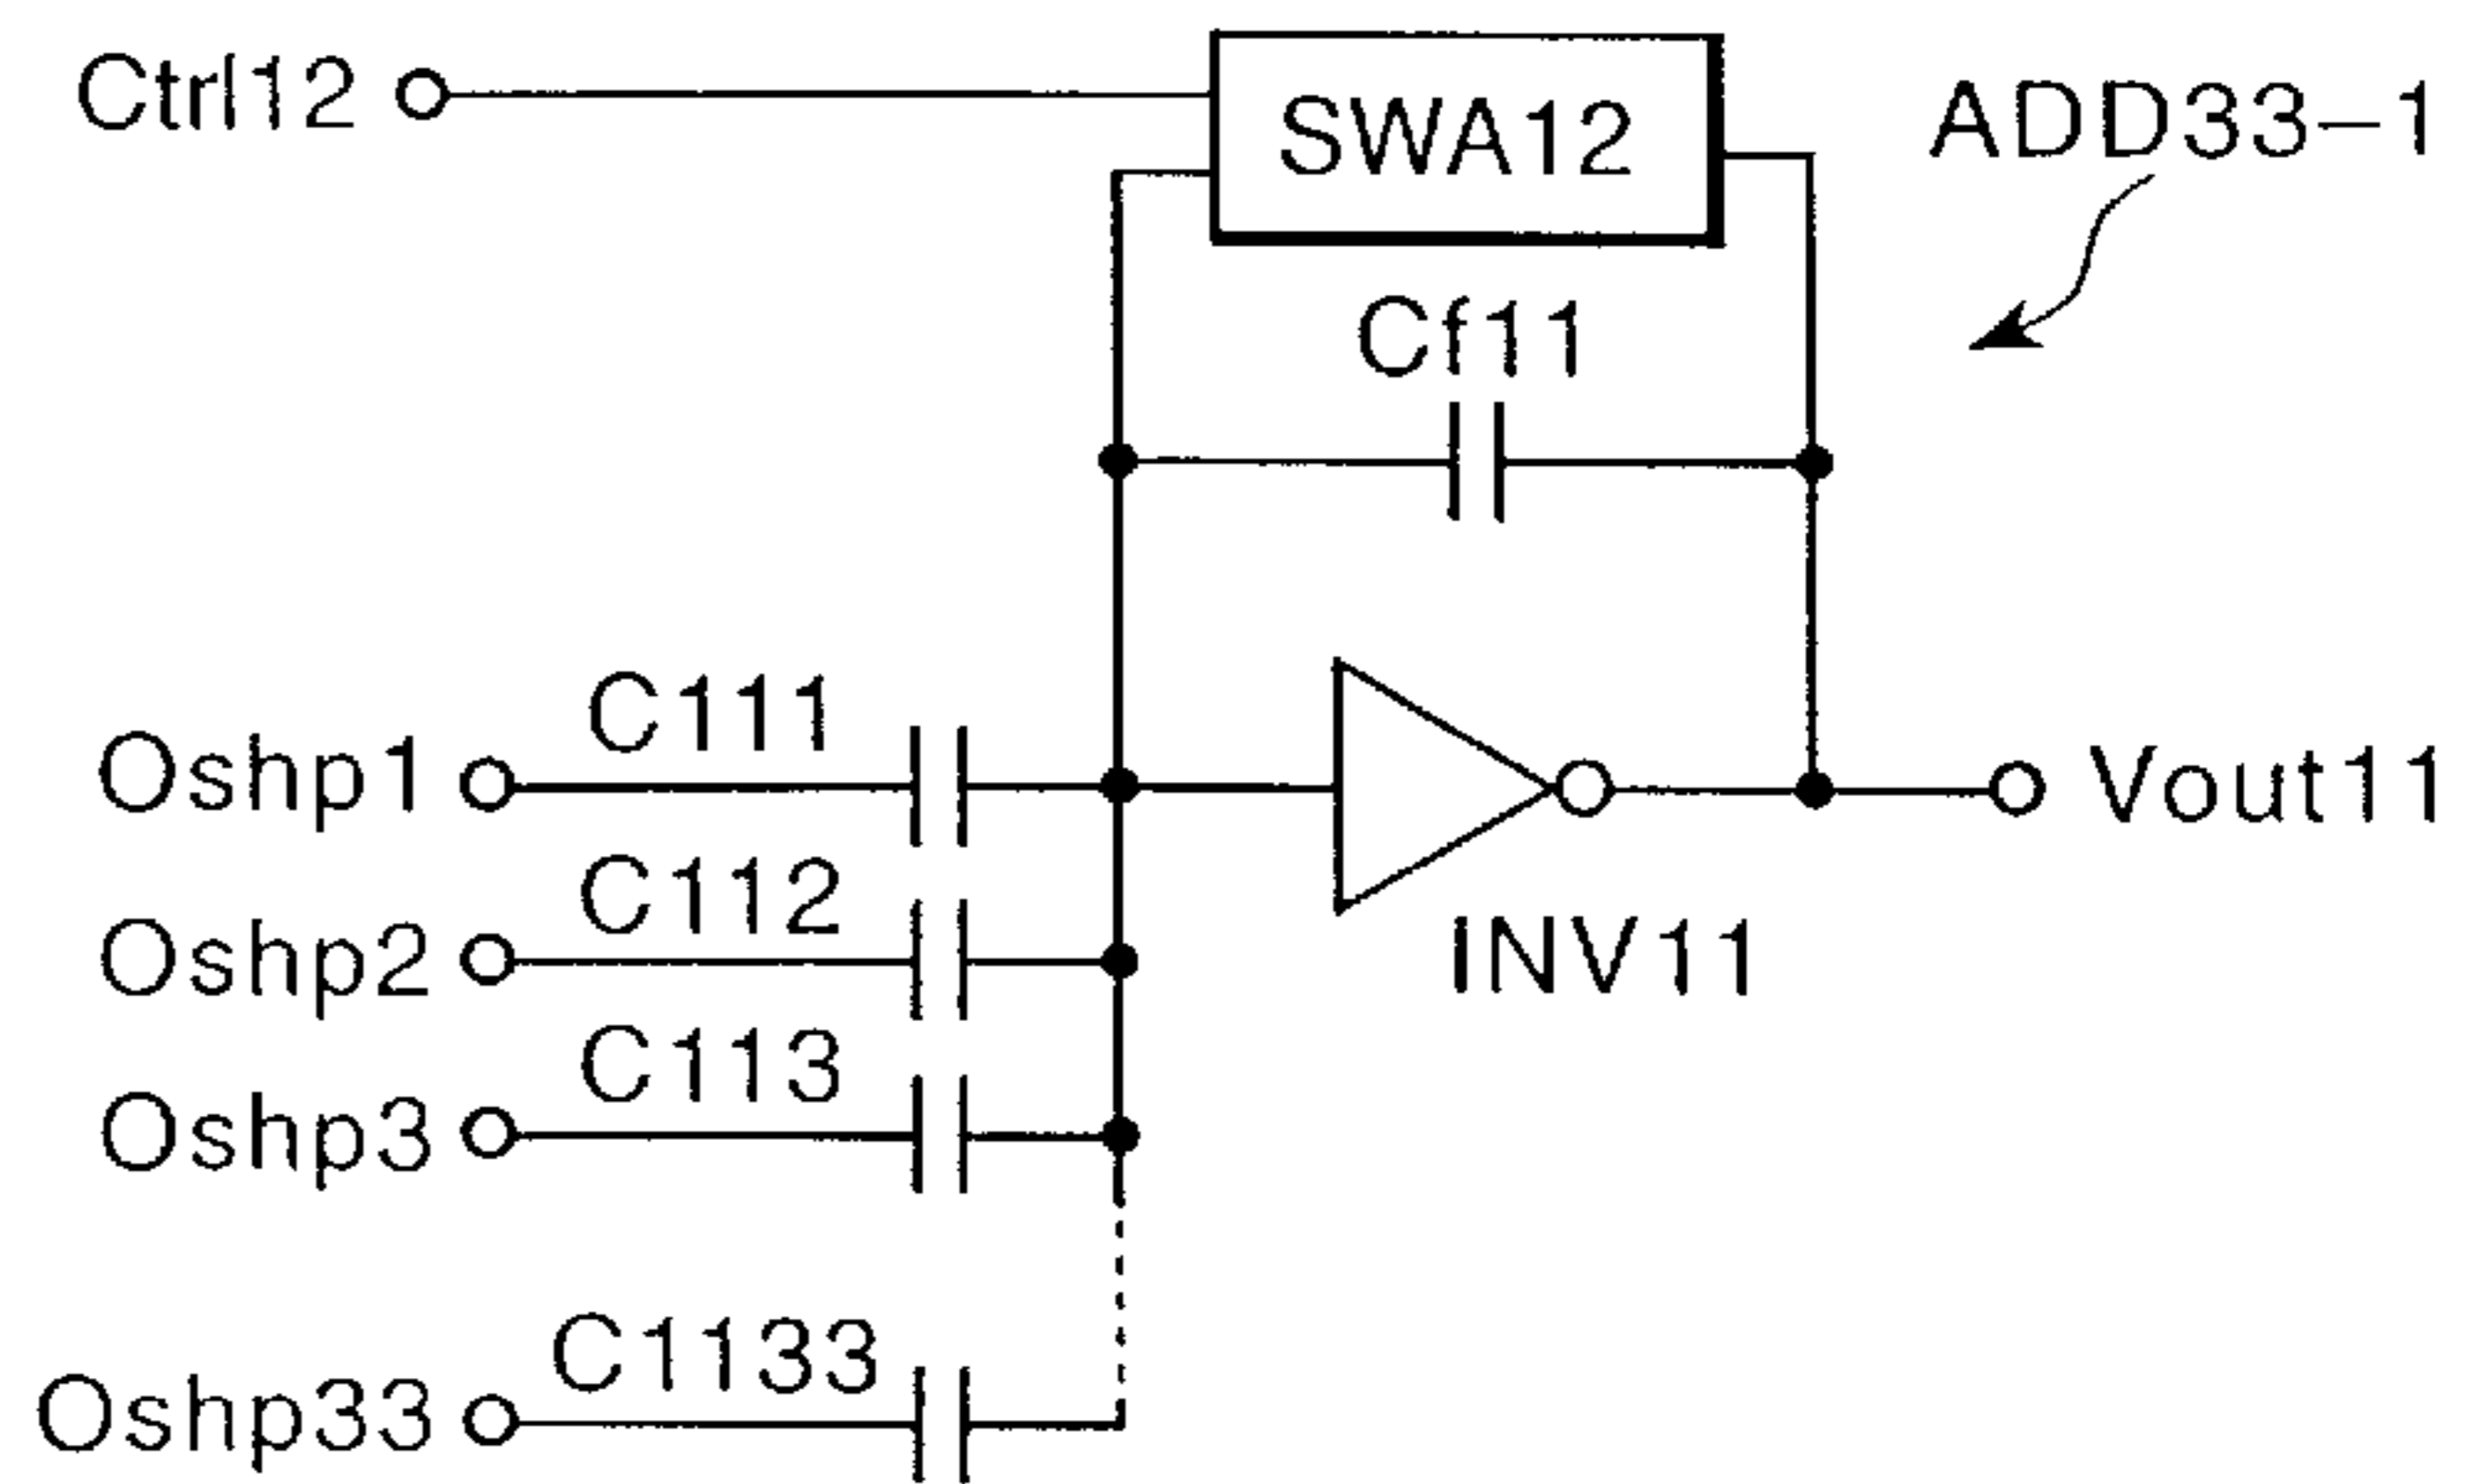 Ctrl12
SWA12
ADD33-1
Cf11
C111
Oshp1
Vout11
C112
INV11
Oshp2
C113
Oshp3
C1133
Oshp33